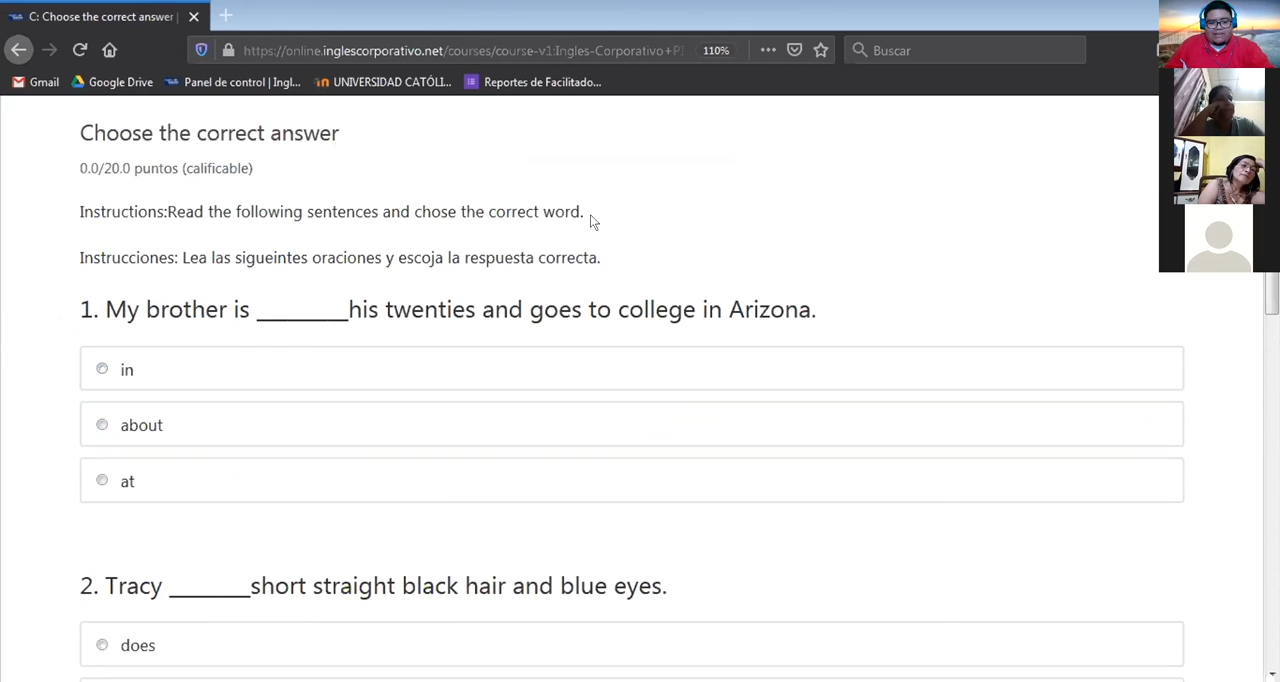 C: Choose the correct answer |
https://online.inglescorporativo.net/courses/course-v1:Ingles-Corporativo+P
110%
Buscar
Gmail
Google Drive
Panel de control | Ingl...
UNIVERSIDAD CATÓLI...
Reportes de Facilitado...
Choose the correct answer
0.0/20.0 puntos (calificable)
Instructions:Read the following sentences and chose the correct word.
Instrucciones: Lea las sigueintes oraciones y escoja la respuesta correcta.
1. My brother is _________his twenties and goes to college in Arizona.
in
about
at
2. Tracy ________short straight black hair and blue eyes.
does